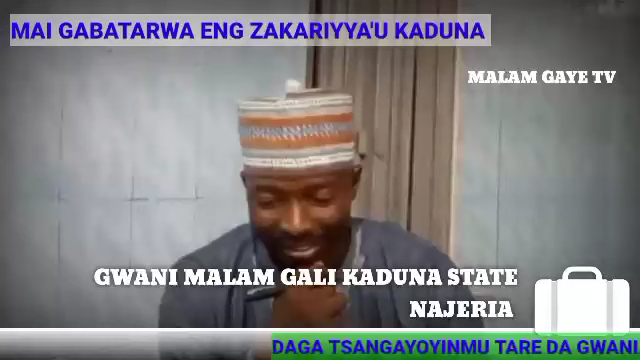 MAI GABATARWA ENG ZAKARIYYA'U KADUNA
MALAM GAYE TV
GWANI MALAM GALI KADUNA STATE
NAJERIA
DAGA TSANGAYOYINMU TARE DA GWANI